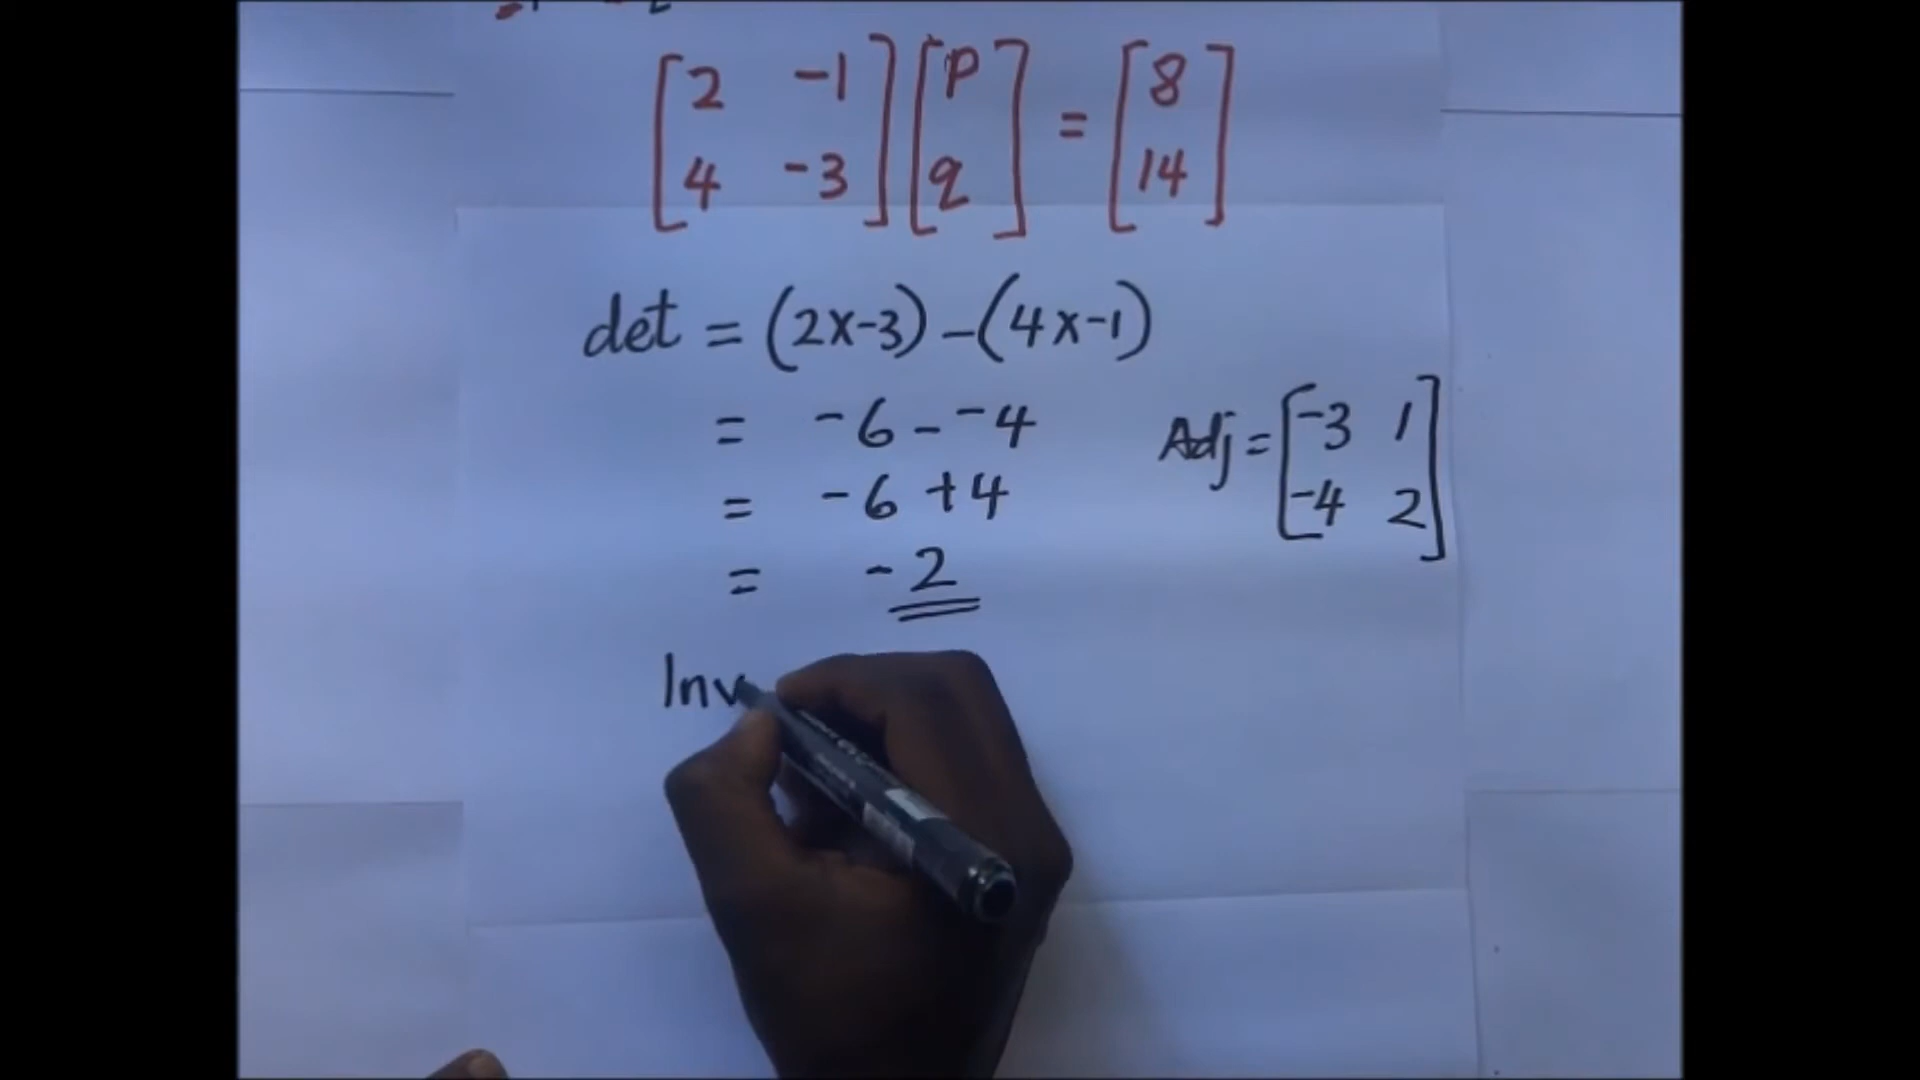 [2 -1] [p] = [8]
[4 -3] [q] [14]
det = (2x-3) - (4x-1)
= -6 - -4
= -6 + 4
= -2
Adj = [-3 1]
[-4 2]
Inv